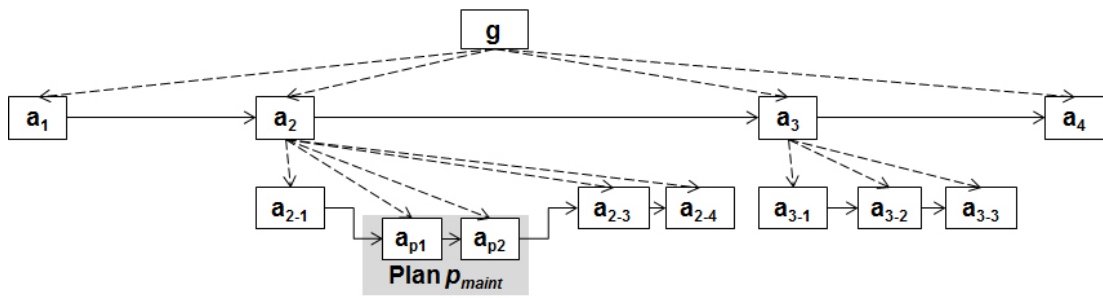 g
a1
a2
a3
a4
a2-1
a2-3
a2-4
a3-1
a3-2
a3-3
ap1
ap2
Plan pmaint